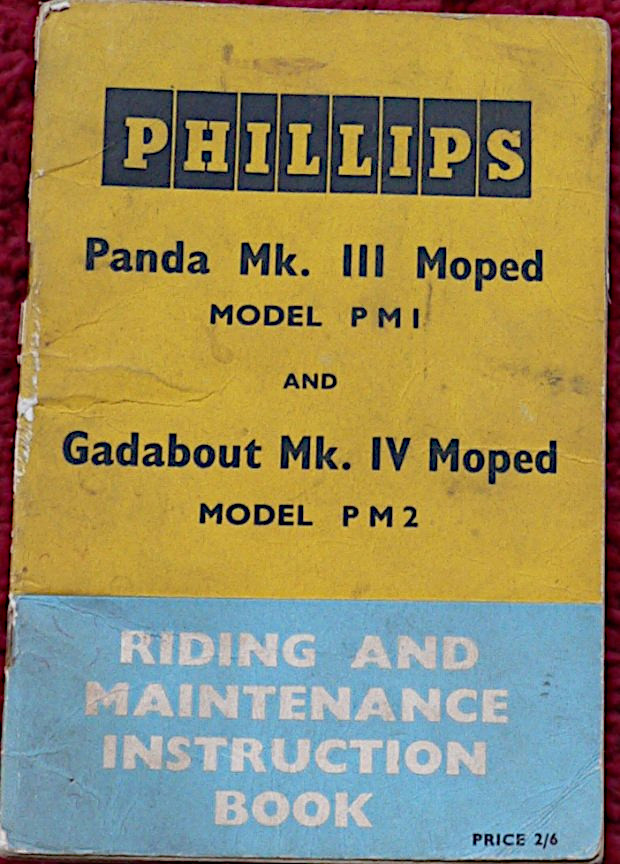 PHILLIPS
Panda Mk. III Moped
MODEL PM1
AND
Gadabout Mk. IV Moped
MODEL PM2
RIDING AND
MAINTENANCE
INSTRUCTION
BOOK
PRICE 2/6